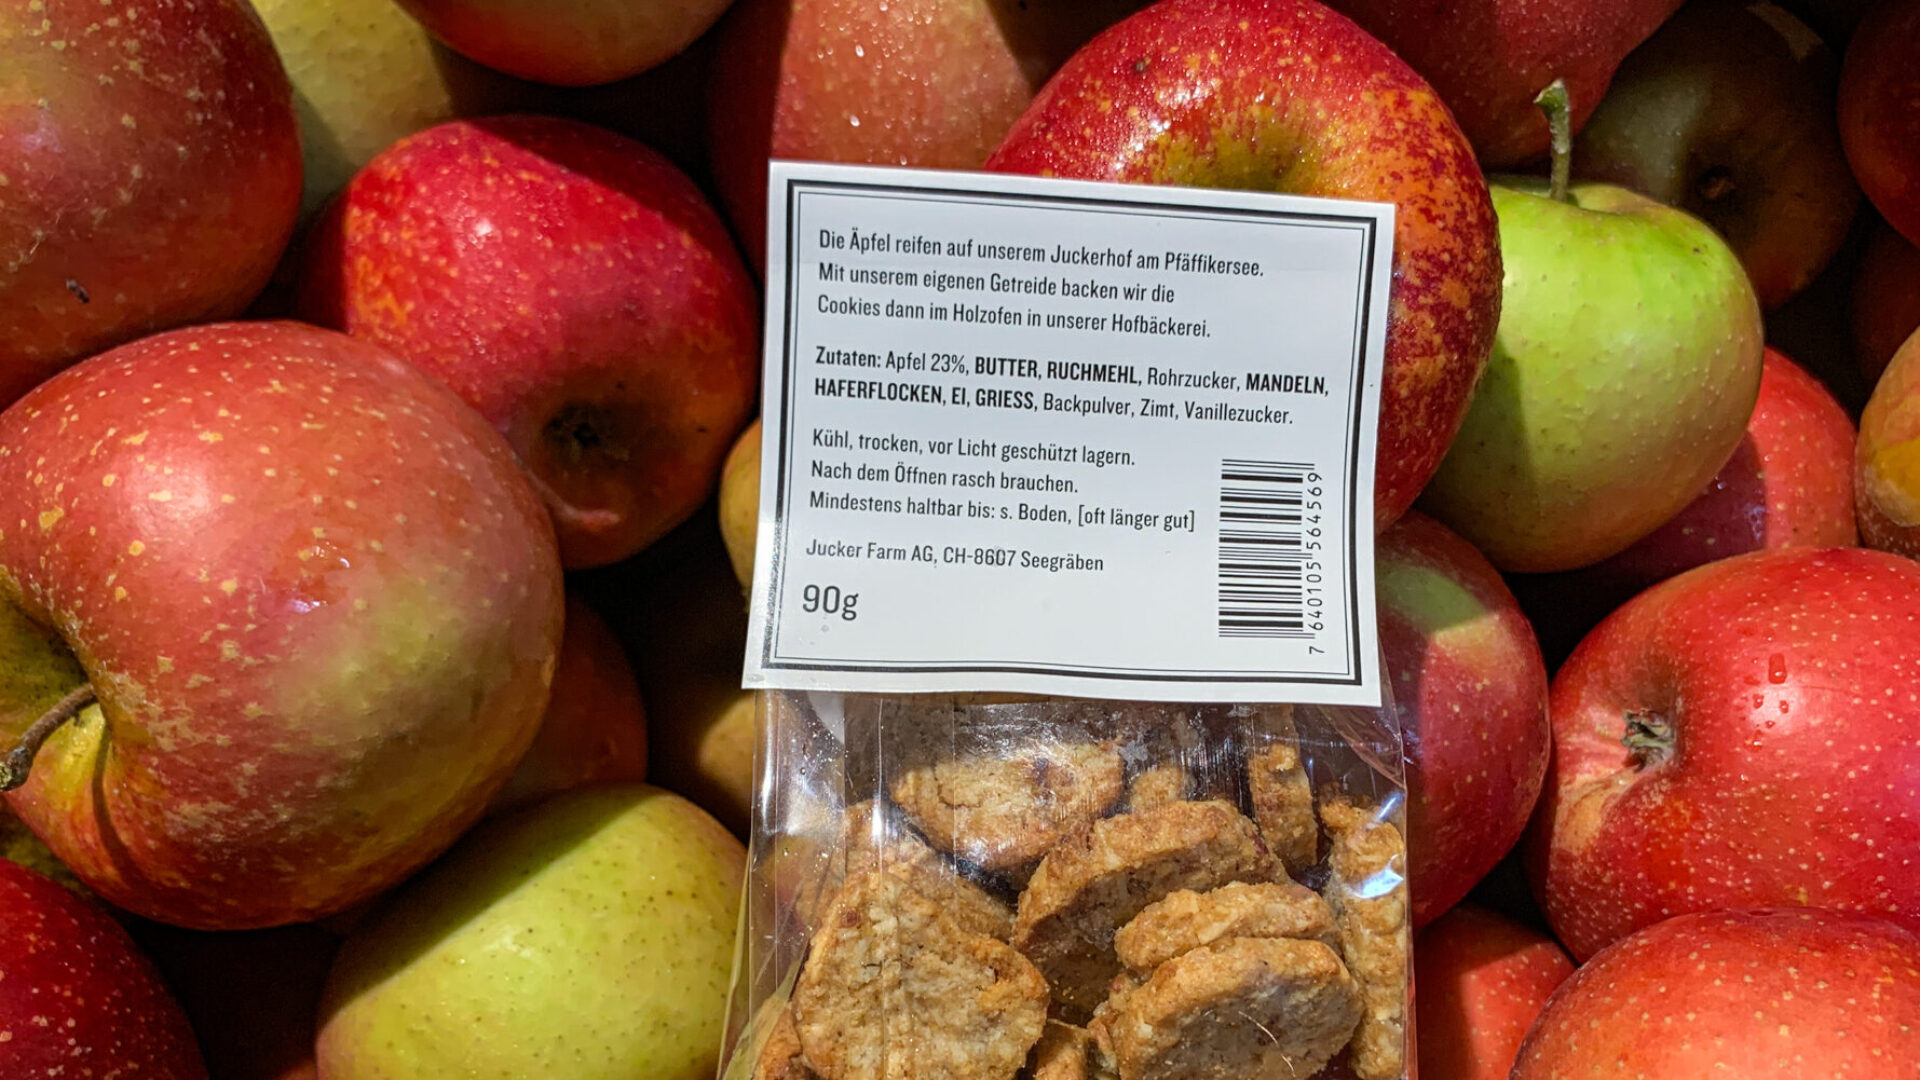 Die Äpfel reifen auf unserem Juckerhof am Pfäffikersee.
Mit unserem eigenen Getreide backen wir die
Cookies dann im Holzofen in unserer Hofbäckerei.
Zutaten: Apfel 23%, BUTTER, RUCHMEHL, Rohrzucker, MANDELN,
HAFERFLOCKEN, EI, GRIESS, Backpulver, Zimt, Vanillezucker.
Kühl, trocken, vor Licht geschützt lagern.
Nach dem Öffnen rasch brauchen.
Mindestens haltbar bis: s. Boden, [oft länger gut]
Jucker Farm AG, CH-8607 Seegräben
90g
7 640105 564569